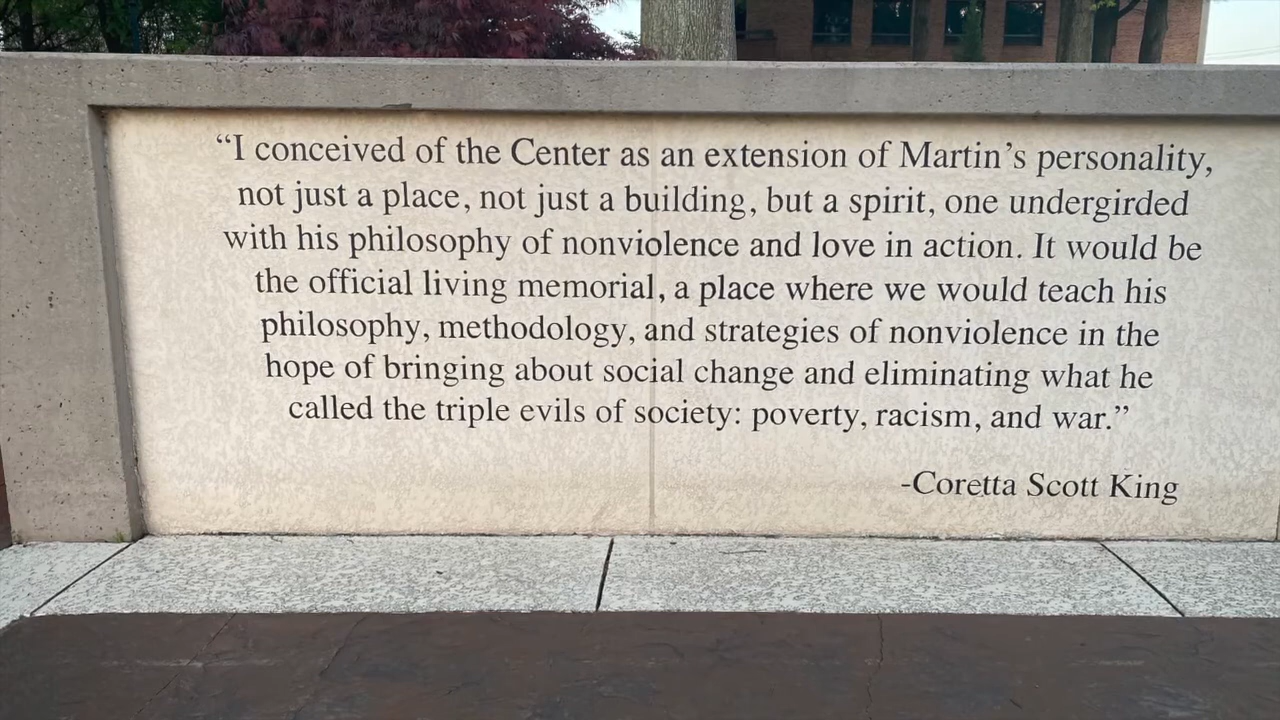 “I conceived of the Center as an extension of Martin’s personality,
not just a place, not just a building, but a spirit, one undergirded
with his philosophy of nonviolence and love in action. It would be
the official living memorial, a place where we would teach his
philosophy, methodology, and strategies of nonviolence in the
hope of bringing about social change and eliminating what he
called the triple evils of society: poverty, racism, and war.”
-Coretta Scott King